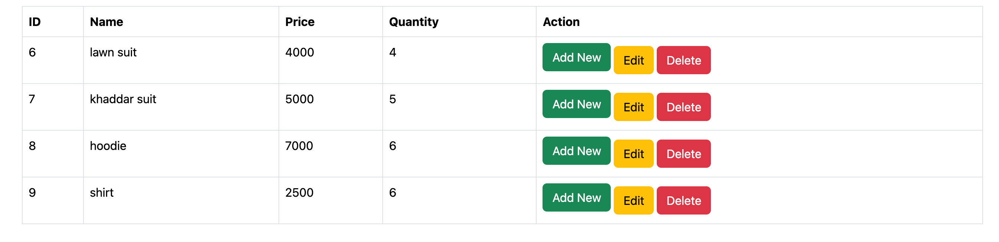 ID Name Price Quantity Action
6 lawn suit 4000 4 Add New Edit Delete
7 khaddar suit 5000 5 Add New Edit Delete
8 hoodie 7000 6 Add New Edit Delete
9 shirt 2500 6 Add New Edit Delete